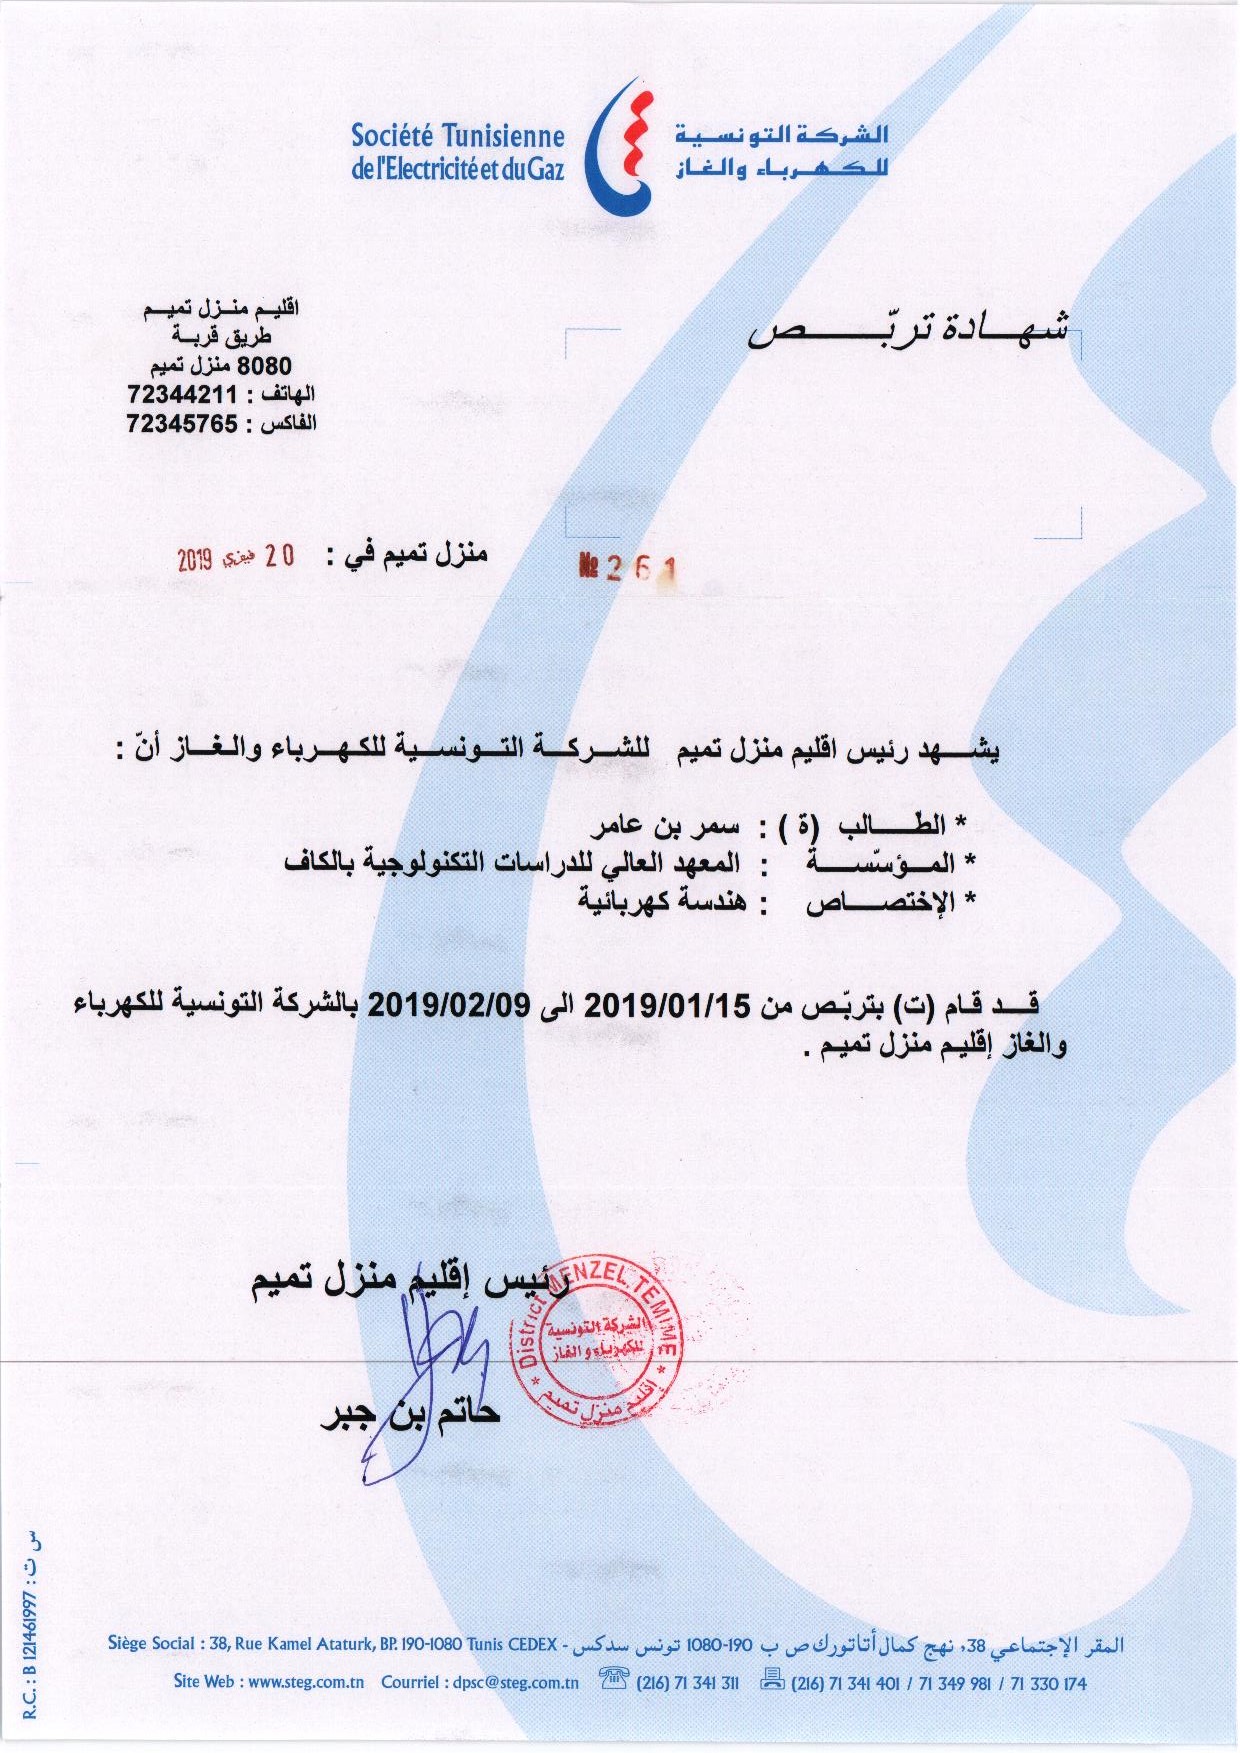 Société Tunisienne
de l'Electricité et du Gaz
الشركة التونسية
للكهرباء والغاز
اقليم منزل تميم
طريق قربة
8080 منزل تميم
الهاتف : 72344211
الفاكس : 72345765
شهادة تربّص
منزل تميم في : 20 فيفري 2019
№ 261
يشهد رئيس اقليم منزل تميم للشركة التونسية للكهرباء والغاز أنّ :
* الطّالب (ة ) : سمر بن عامر
* المؤسّسة : المعهد العالي للدراسات التكنولوجية بالكاف
* الإختصاص : هندسة كهربائية
قد قام (ت) بتربّص من 2019/01/15 الى 2019/02/09 بالشركة التونسية للكهرباء
والغاز إقليم منزل تميم .
رئيس إقليم منزل تميم
District MENZEL TEMIME
الشركة التونسية
للكهرباء والغاز
* إقليم منزل تميم *
حاتم بن جبر
R.C. : B 121461997 : س ت
Siège Social : 38, Rue Kamel Ataturk, BP. 190-1080 Tunis CEDEX - المقر الإجتماعي 38، نهج كمال أتاتورك ص ب 190-1080 تونس سدكس
Site Web : www.steg.com.tn Courriel : dpsc@steg.com.tn (216) 71 341 311 (216) 71 341 401 / 71 349 981 / 71 330 174